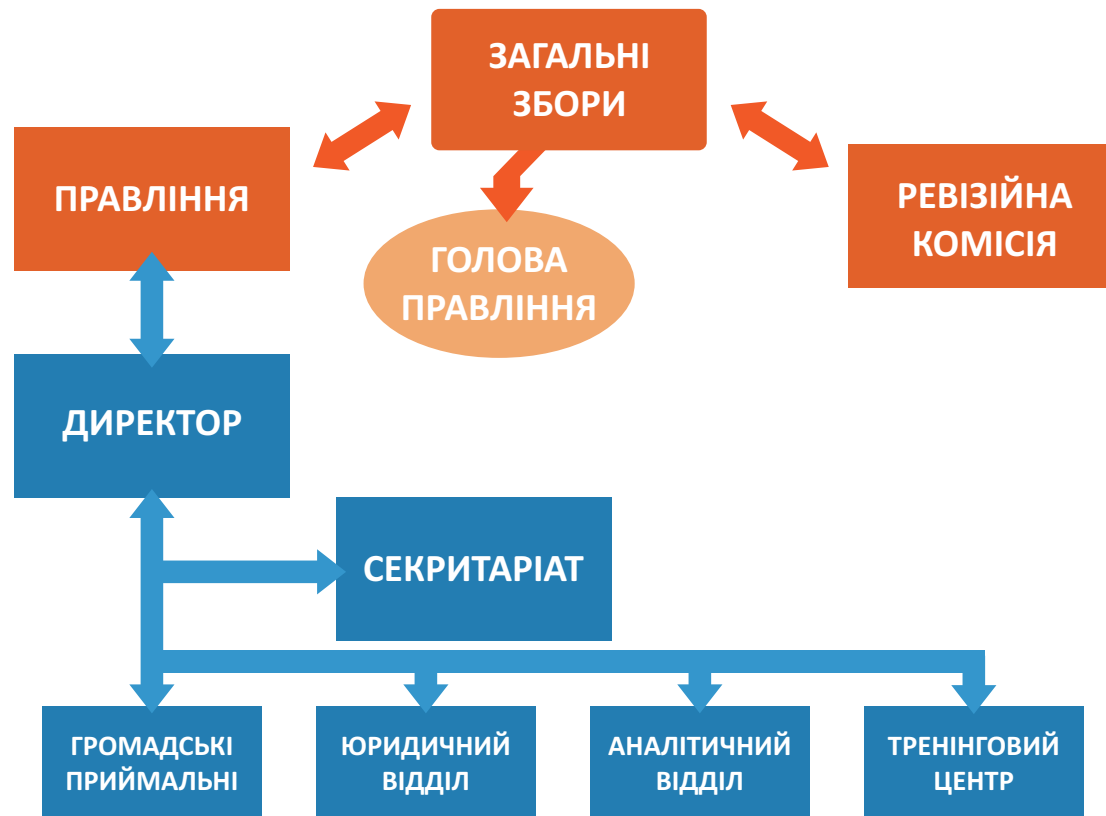 ЗАГАЛЬНІ
ЗБОРИ
ПРАВЛІННЯ
РЕВІЗІЙНА
КОМІСІЯ
ГОЛОВА
ПРАВЛІННЯ
ДИРЕКТОР
СЕКРИТАРІАТ
ГРОМАДСЬКІ
ПРИЙМАЛЬНІ
ЮРИДИЧНИЙ
ВІДДІЛ
АНАЛІТИЧНИЙ
ВІДДІЛ
ТРЕНІНГОВИЙ
ЦЕНТР